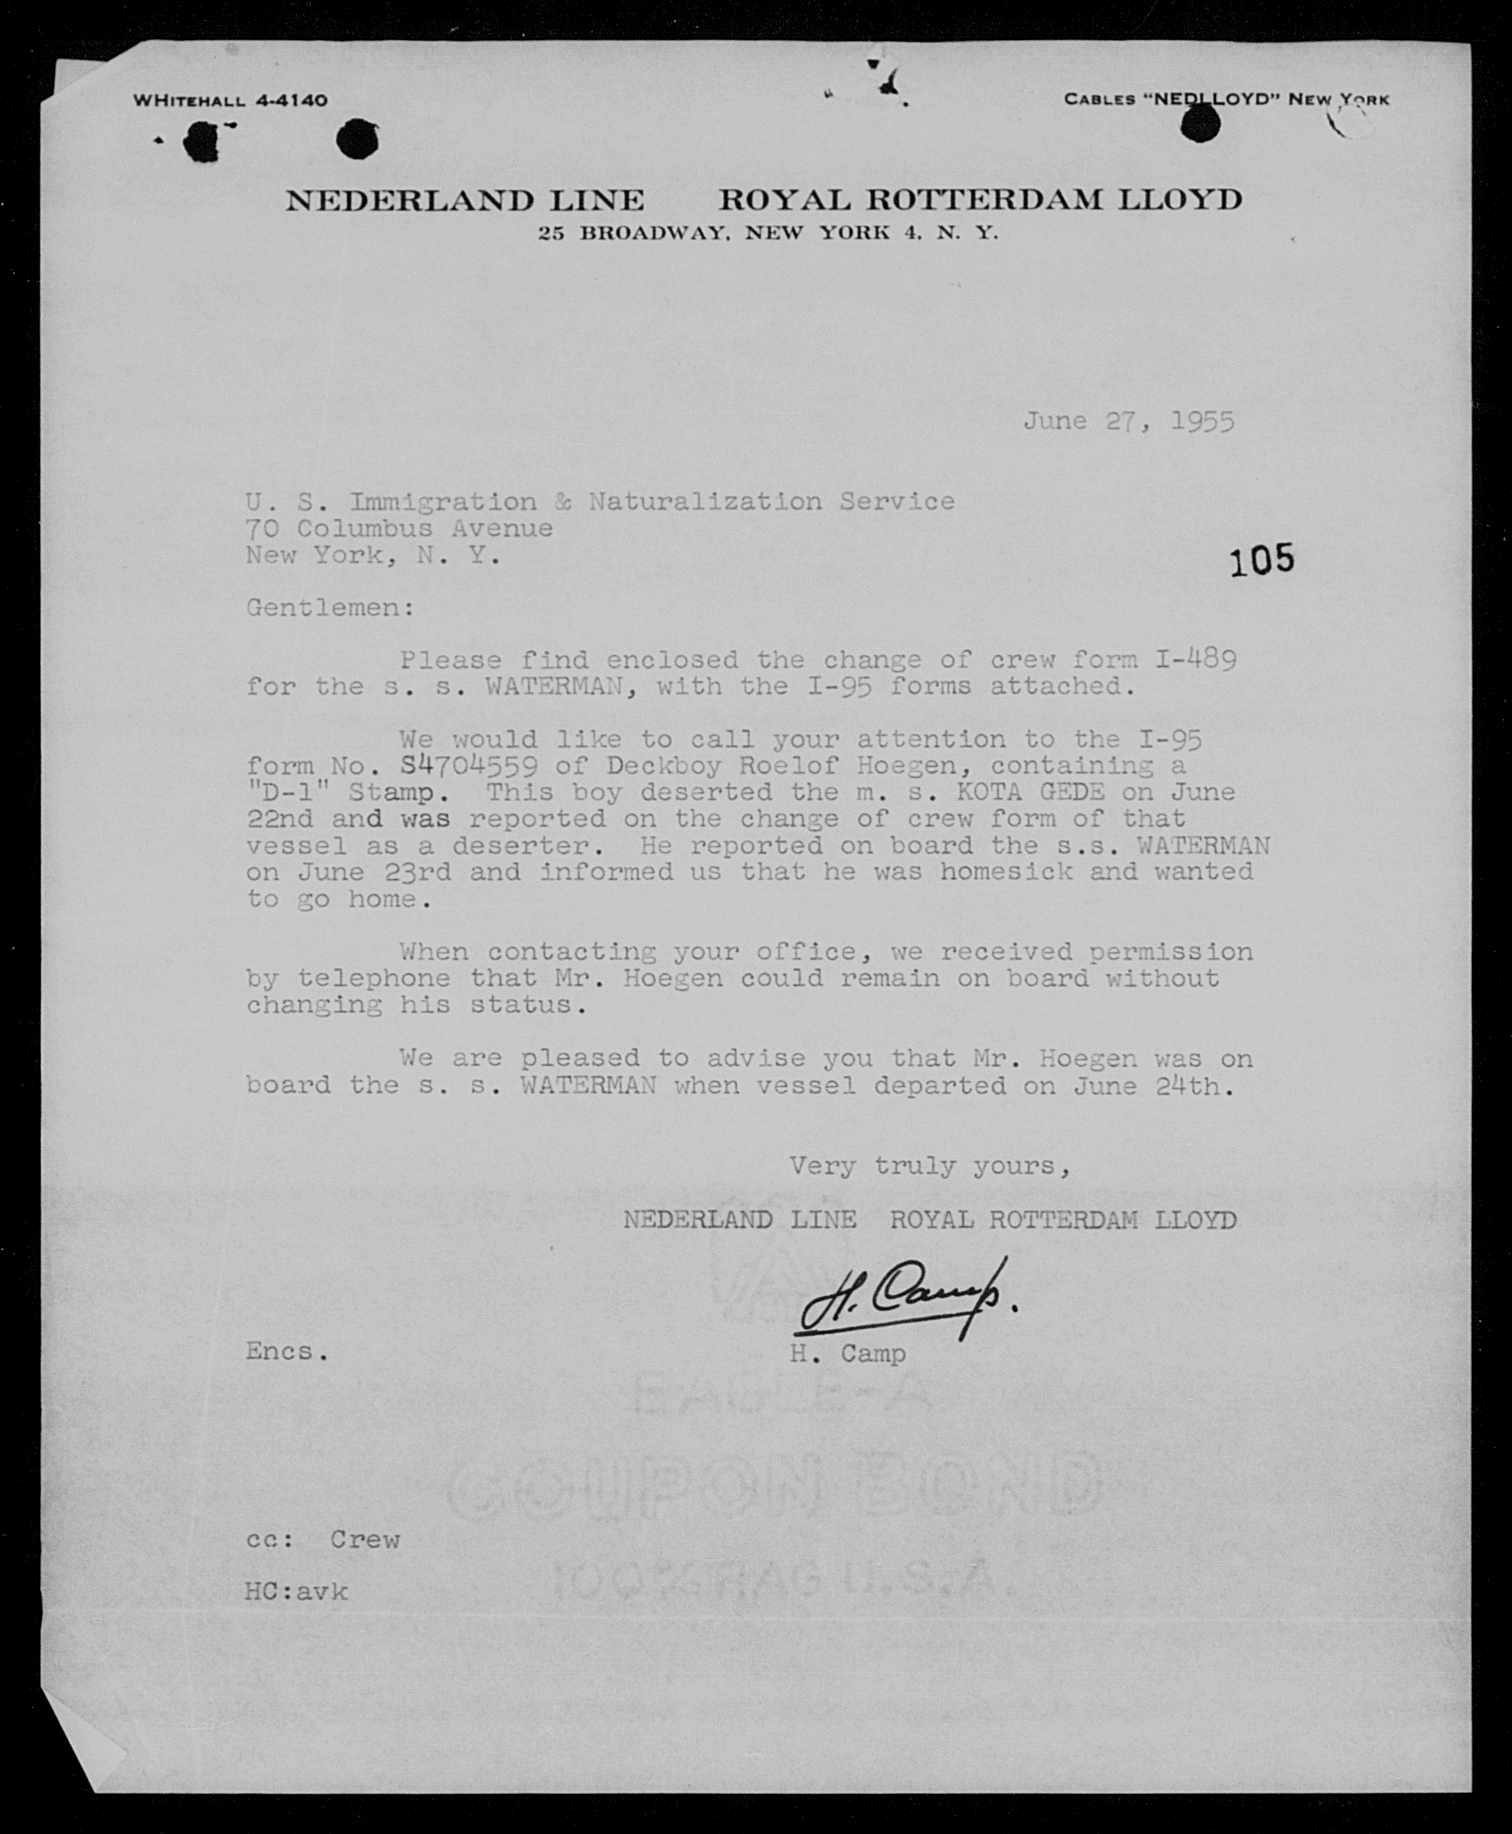 WHITEHALL 4-4140
CABLES "NEDLLOYD" NEW YORK
NEDERLAND LINE ROYAL ROTTERDAM LLOYD
25 BROADWAY, NEW YORK 4, N. Y.
June 27, 1955
U. S. Immigration & Naturalization Service
70 Columbus Avenue
New York, N. Y.
105
Gentlemen:
Please find enclosed the change of crew form I-489
for the s. s. WATERMAN, with the I-95 forms attached.
We would like to call your attention to the I-95
form No. S4704559 of Deckboy Roelof Hoegen, containing a
"D-1" Stamp. This boy deserted the m. s. KOTA GEDE on June
22nd and was reported on the change of crew form of that
vessel as a deserter. He reported on board the s.s. WATERMAN
on June 23rd and informed us that he was homesick and wanted
to go home.
When contacting your office, we received permission
by telephone that Mr. Hoegen could remain on board without
changing his status.
We are pleased to advise you that Mr. Hoegen was on
board the s. s. WATERMAN when vessel departed on June 24th.
Very truly yours,
NEDERLAND LINE ROYAL ROTTERDAM LLOYD
H. Camp.
Encs.
H. Camp
EAGLE-A
COUPON BOND
cc: Crew
100% RAG U.S.A.
HC:avk